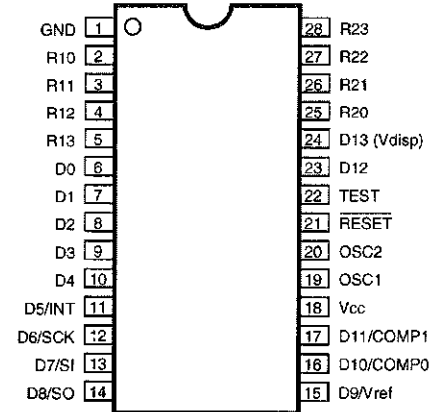 GND 1 28 R23
R10 2 27 R22
R11 3 26 R21
R12 4 25 R20
R13 5 24 D13 (Vdisp)
D0 6 23 D12
D1 7 22 TEST
D2 8 21 RESET
D3 9 20 OSC2
D4 10 19 OSC1
D5/INT 11 18 Vcc
D6/SCK 12 17 D11/COMP1
D7/SI 13 16 D10/COMP0
D8/SO 14 15 D9/Vref